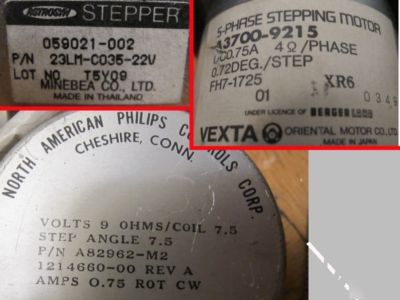 ASTROSYN STEPPER
059021-002
P/N 23LM-C035-22V
LOT NO T5Y09
MINEBEA CO., LTD.
MADE IN THAILAND
5-PHASE STEPPING MOTOR
A3700-9215
DC0.75A 4Ω/PHASE
0.72DEG./STEP
FH7-1725 XR6
01 0349
UNDER LICENCE OF BERGER LAHR
VEXTA ORIENTAL MOTOR CO.,LTD.
MADE IN JAPAN
NORTH AMERICAN PHILIPS CONTROLS CORP.
CHESHIRE, CONN.
VOLTS 9 OHMS/COIL 7.5
STEP ANGLE 7.5
P/N A82962-M2
1214660-00 REV A
AMPS 0.75 ROT CW